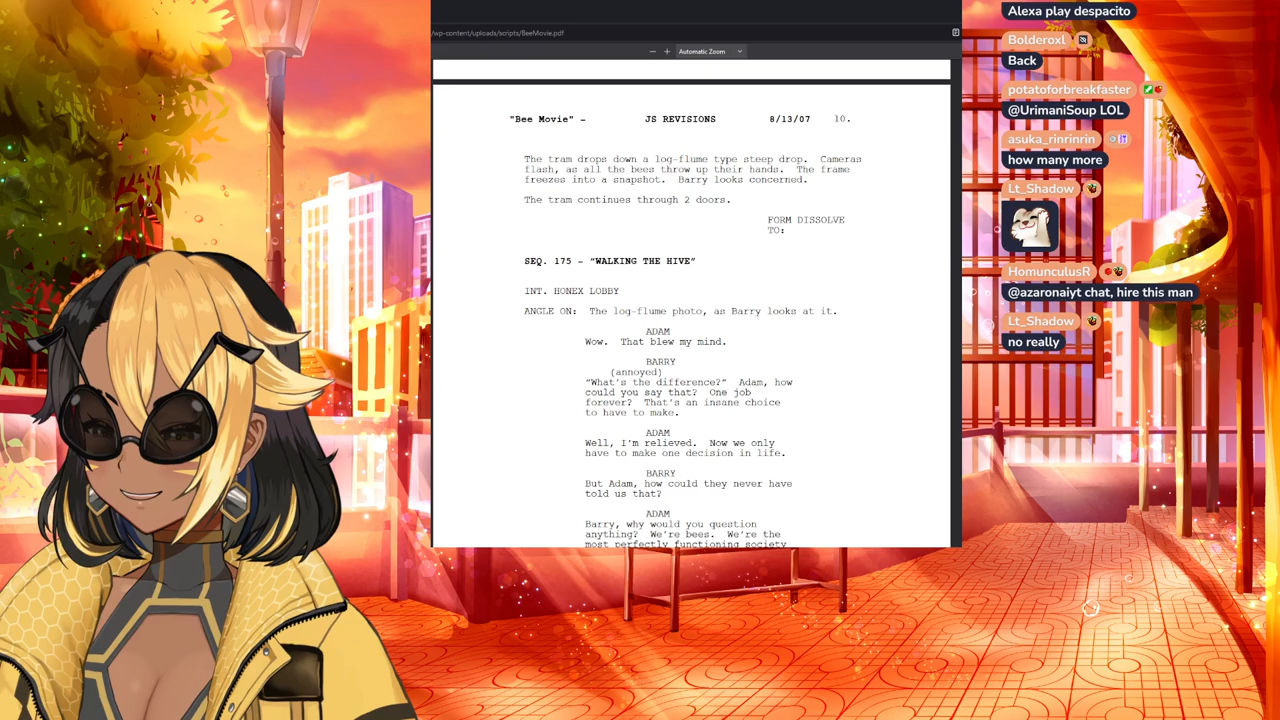 /wp-content/uploads/scripts/BeeMovie.pdf
Automatic Zoom
"Bee Movie" - JS REVISIONS 8/13/07 10.
The tram drops down a log-flume type steep drop. Cameras
flash, as all the bees throw up their hands. The frame
freezes into a snapshot. Barry looks concerned.
The tram continues through 2 doors.
FORM DISSOLVE
TO:
SEQ. 175 - “WALKING THE HIVE”
INT. HONEX LOBBY
ANGLE ON: The log-flume photo, as Barry looks at it.
ADAM
Wow. That blew my mind.
BARRY
(annoyed)
“What’s the difference?” Adam, how
could you say that? One job
forever? That’s an insane choice
to have to make.
ADAM
Well, I’m relieved. Now we only
have to make one decision in life.
BARRY
But Adam, how could they never have
told us that?
ADAM
Barry, why would you question
anything? We’re bees. We’re the
most perfectly functioning society
Alexa play despacito
Bolderoxl
Back
potatoforbreakfaster
@UrimaniSoup LOL
asuka_rinrinrin
how many more
Lt_Shadow
HomunculusR
@azaronaiyt chat, hire this man
Lt_Shadow
no really